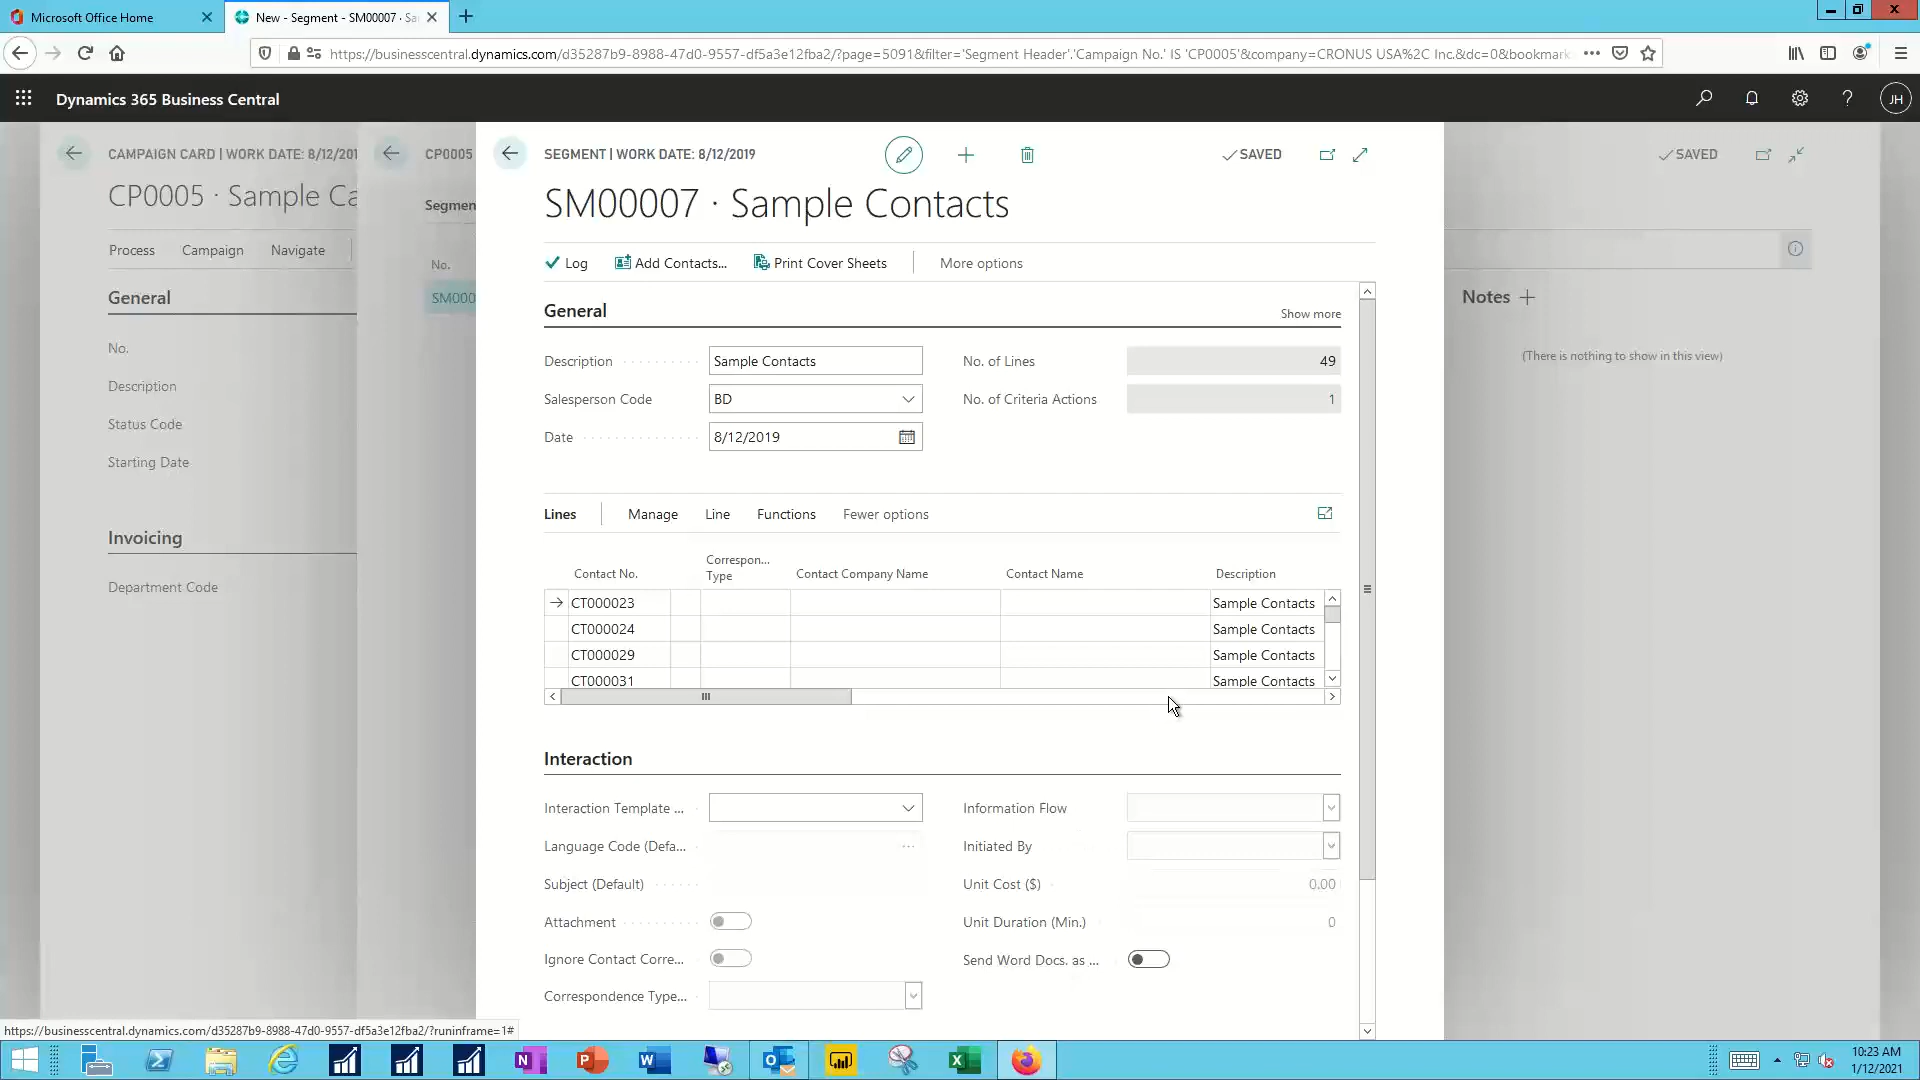 Microsoft Office Home
New - Segment - SM00007 · Sa
https://businesscentral.dynamics.com/d35287b9-8988-47d0-9557-df5a3e12fba2/?page=5091&filter='Segment Header'.'Campaign No.' IS 'CP0005'&company=CRONUS USA%2C Inc.&dc=0&bookmark
Dynamics 365 Business Central
JH
CAMPAIGN CARD | WORK DATE: 8/12/201
CP0005
SEGMENT | WORK DATE: 8/12/2019
SAVED
SAVED
CP0005 · Sample Ca
Segmen
SM00007 · Sample Contacts
Process
Campaign
Navigate
No.
SM000
Log
Add Contacts...
Print Cover Sheets
More options
General
No.
Description
Status Code
Starting Date
Invoicing
Department Code
General
Show more
Description
Sample Contacts
No. of Lines
49
Salesperson Code
BD
No. of Criteria Actions
1
Date
8/12/2019
Lines
Manage
Line
Functions
Fewer options
Contact No.
Correspon... Type
Contact Company Name
Contact Name
Description
CT000023
Sample Contacts
CT000024
Sample Contacts
CT000029
Sample Contacts
CT000031
Sample Contacts
Interaction
Interaction Template ...
Information Flow
Language Code (Defa...
Initiated By
Subject (Default)
Unit Cost ($)
0.00
Attachment
Unit Duration (Min.)
0
Ignore Contact Corre...
Send Word Docs. as ...
Correspondence Type...
Notes
(There is nothing to show in this view)
https://businesscentral.dynamics.com/d35287b9-8988-47d0-9557-df5a3e12fba2/?runinframe=1#
10:23 AM
1/12/2021